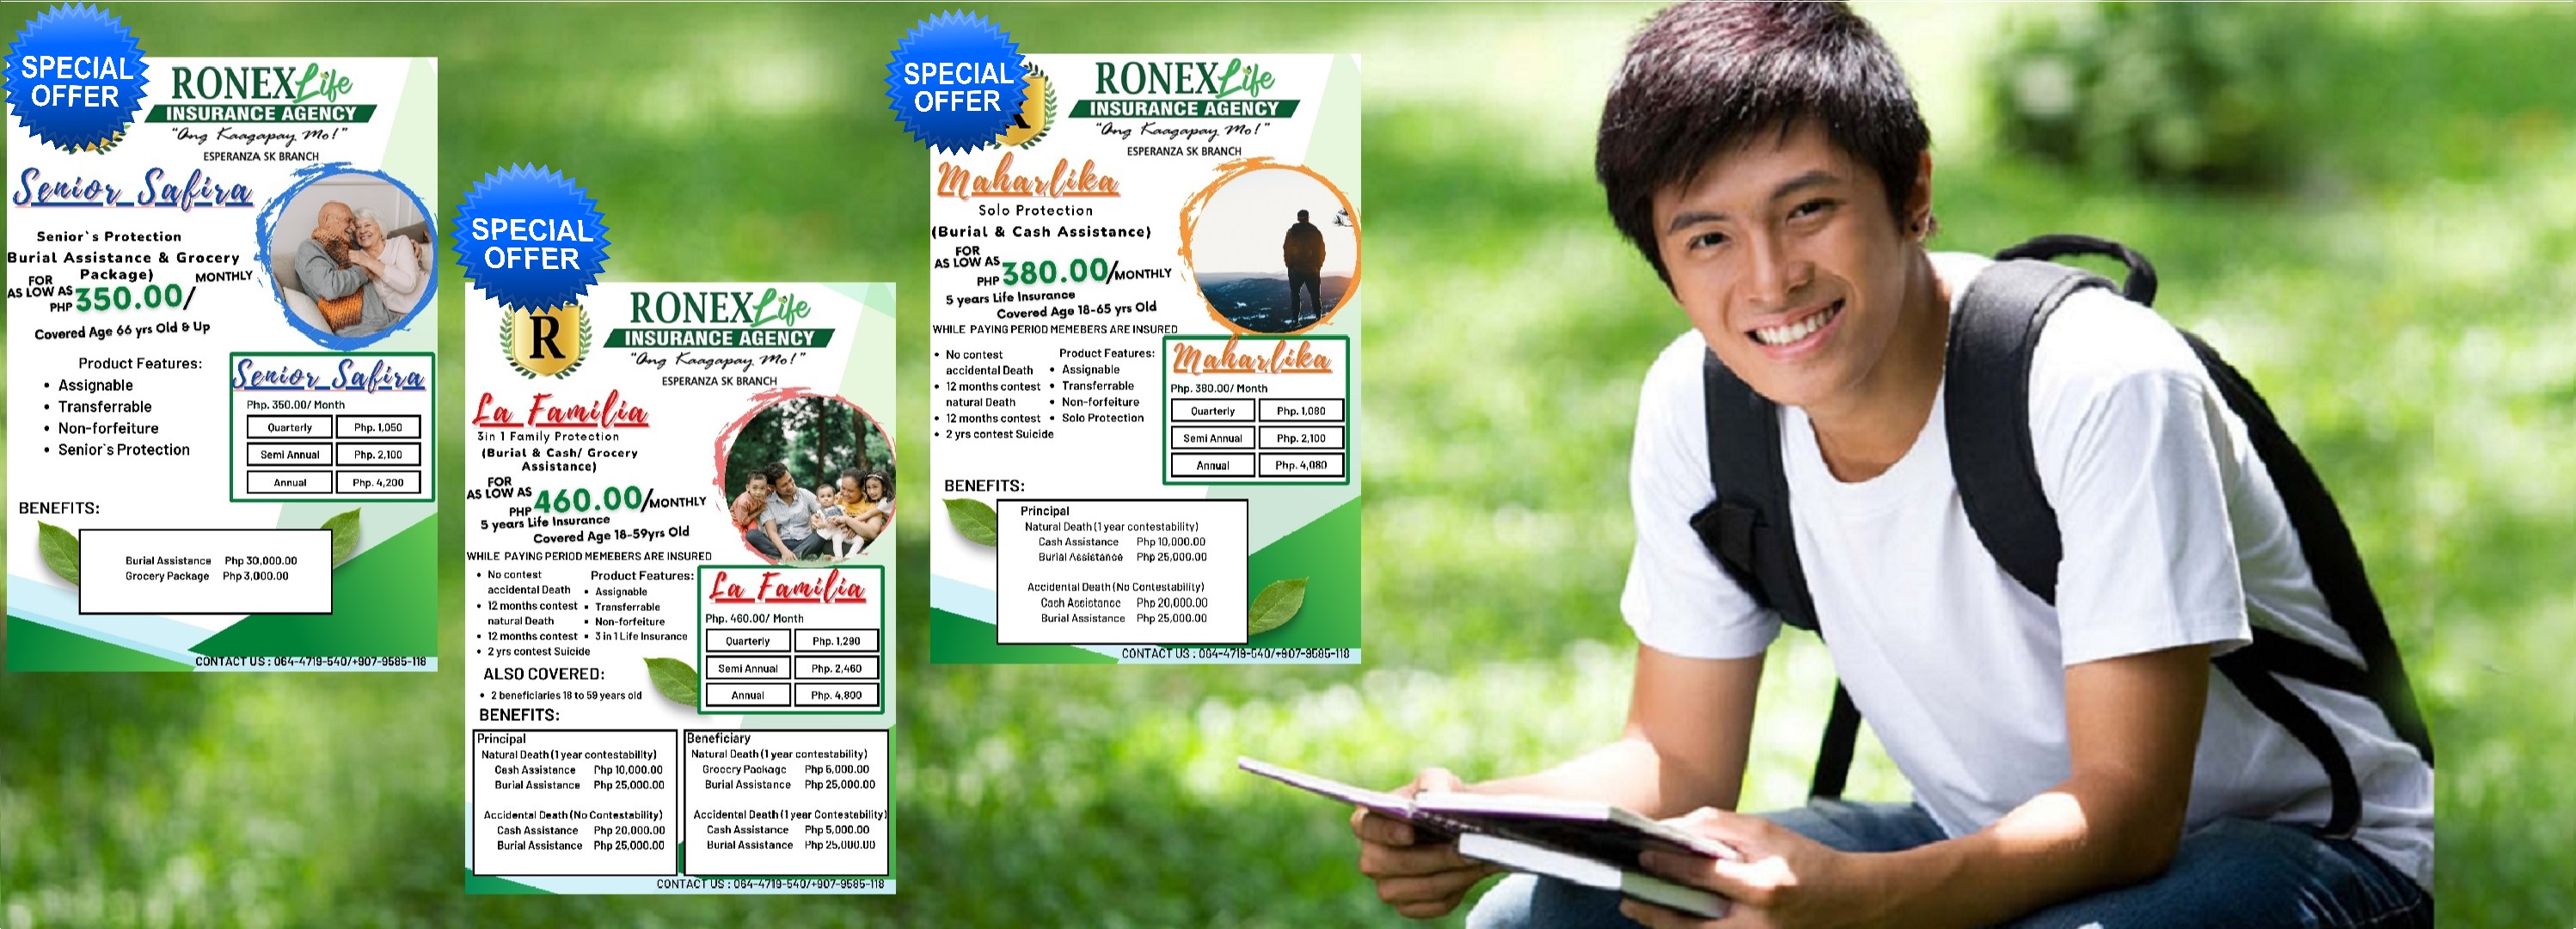 SPECIAL
OFFER
RONEX Life
INSURANCE AGENCY
"Ang Kaagapay Mo!"
ESPERANZA SK BRANCH
Senior Safira
Senior`s Protection
Burial Assistance & Grocery
Package)
FOR
AS LOW AS
PHP 350.00/ MONTHLY
Covered Age 66 yrs Old & Up
Product Features:
• Assignable
• Transferrable
• Non-forfeiture
• Senior`s Protection
Senior Safira
Php. 350.00/ Month
Quarterly Php. 1,050
Semi Annual Php. 2,100
Annual Php. 4,200
BENEFITS:
Burial Assistance Php 30,000.00
Grocery Package Php 3,000.00
CONTACT US : 064-4719-540/+907-9585-118
SPECIAL
OFFER
R
RONEX Life
INSURANCE AGENCY
"Ang Kaagapay Mo!"
ESPERANZA SK BRANCH
La Familia
3in 1 Family Protection
(Burial & Cash/ Grocery
Assistance)
FOR
AS LOW AS
PHP 460.00/MONTHLY
5 years Life Insurance
Covered Age 18-59yrs Old
WHILE PAYING PERIOD MEMEBERS ARE INSURED
• No contest
accidental Death
• 12 months contest
natural Death
• 12 months contest
• 2 yrs contest Suicide
Product Features:
• Assignable
• Transferrable
• Non-forfeiture
• 3 in 1 Life Insurance
La Familia
Php. 460.00/ Month
Quarterly Php. 1,290
Semi Annual Php. 2,460
Annual Php. 4,800
ALSO COVERED:
• 2 beneficiaries 18 to 59 years old
BENEFITS:
Principal
Natural Death (1 year contestability)
Cash Assistance Php 10,000.00
Burial Assistance Php 25,000.00
Accidental Death (No Contestability)
Cash Assistance Php 20,000.00
Burial Assistance Php 25,000.00
Beneficiary
Natural Death (1 year contestability)
Grocery Package Php 5,000.00
Burial Assistance Php 25,000.00
Accidental Death (1 year Contestability)
Cash Assistance Php 5,000.00
Burial Assistance Php 25,000.00
CONTACT US : 064-4719-540/+907-9585-118
SPECIAL
OFFER
RONEX Life
INSURANCE AGENCY
"Ang Kaagapay Mo!"
ESPERANZA SK BRANCH
Maharlika
Solo Protection
(Burial & Cash Assistance)
FOR
AS LOW AS
PHP 380.00/MONTHLY
5 years Life Insurance
Covered Age 18-65 yrs Old
WHILE PAYING PERIOD MEMEBERS ARE INSURED
• No contest
accidental Death
• 12 months contest
natural Death
• 12 months contest
• 2 yrs contest Suicide
Product Features:
• Assignable
• Transferrable
• Non-forfeiture
• Solo Protection
Maharlika
Php. 380.00/ Month
Quarterly Php. 1,080
Semi Annual Php. 2,100
Annual Php. 4,080
BENEFITS:
Principal
Natural Death (1 year contestability)
Cash Assistance Php 10,000.00
Burial Assistance Php 25,000.00
Accidental Death (No Contestability)
Cash Assistance Php 20,000.00
Burial Assistance Php 25,000.00
CONTACT US : 064-4719-540/+907-9585-118